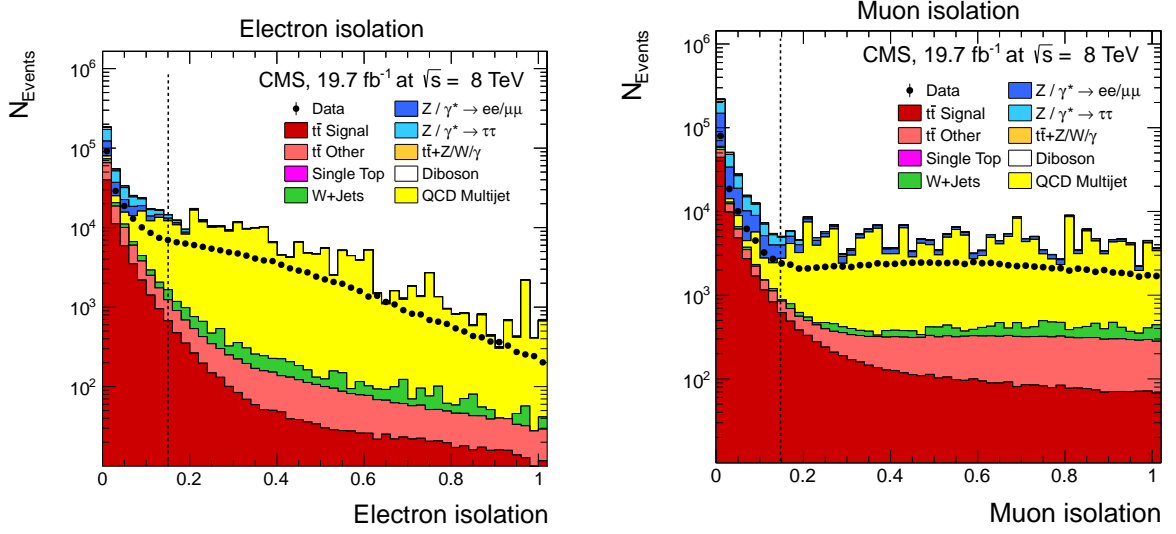 Electron isolation
N_Events
10⁶
10⁵
10⁴
10³
10²
CMS, 19.7 fb⁻¹ at √s = 8 TeV
Data
tt̄ Signal
tt̄ Other
Single Top
W+Jets
Z / γ* → ee/μμ
Z / γ* → ττ
tt̄+Z/W/γ
Diboson
QCD Multijet
0 0.2 0.4 0.6 0.8 1
Electron isolation
Muon isolation
N_Events
10⁶
10⁵
10⁴
10³
10²
CMS, 19.7 fb⁻¹ at √s = 8 TeV
Data
tt̄ Signal
tt̄ Other
Single Top
W+Jets
Z / γ* → ee/μμ
Z / γ* → ττ
tt̄+Z/W/γ
Diboson
QCD Multijet
0 0.2 0.4 0.6 0.8 1
Muon isolation